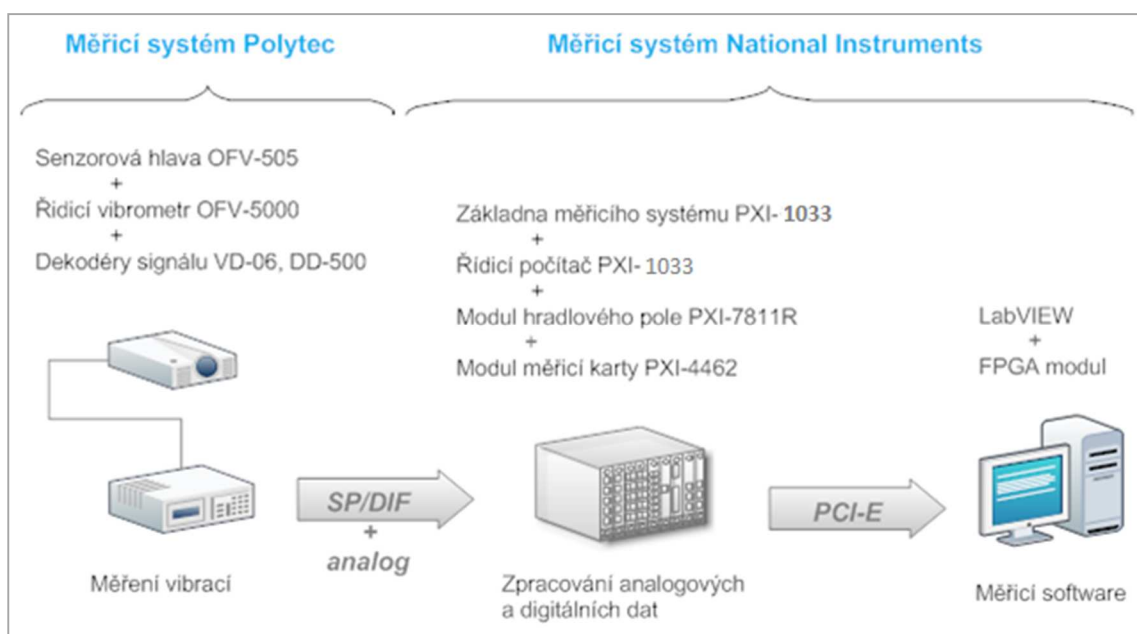 Měřicí systém Polytec
Měřicí systém National Instruments
Senzorová hlava OFV-505
+
Řidicí vibrometr OFV-5000
+
Dekodéry signálu VD-06, DD-500
Základna měřicího systému PXI- 1033
+
Řídicí počítač PXI- 1033
+
Modul hradlového pole PXI-7811R
+
Modul měřicí karty PXI-4462
LabVIEW
+
FPGA modul
SP/DIF
+
analog
PCI-E
Měření vibrací
Zpracování analogových
a digitálních dat
Měřicí software